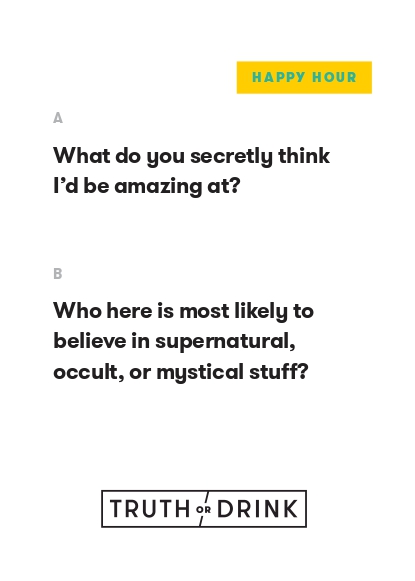 HAPPY HOUR
A
What do you secretly think
I’d be amazing at?
B
Who here is most likely to
believe in supernatural,
occult, or mystical stuff?
TRUTH OR DRINK